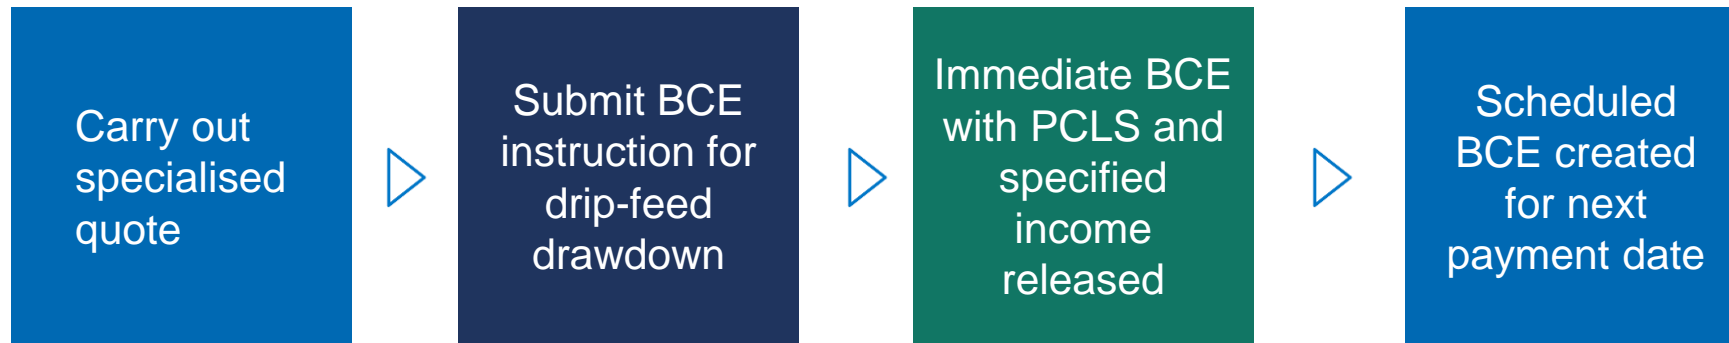 Carry out
specialised
quote
Submit BCE
instruction for
drip-feed
drawdown
Immediate BCE
with PCLS and
specified
income
released
Scheduled
BCE created
for next
payment date